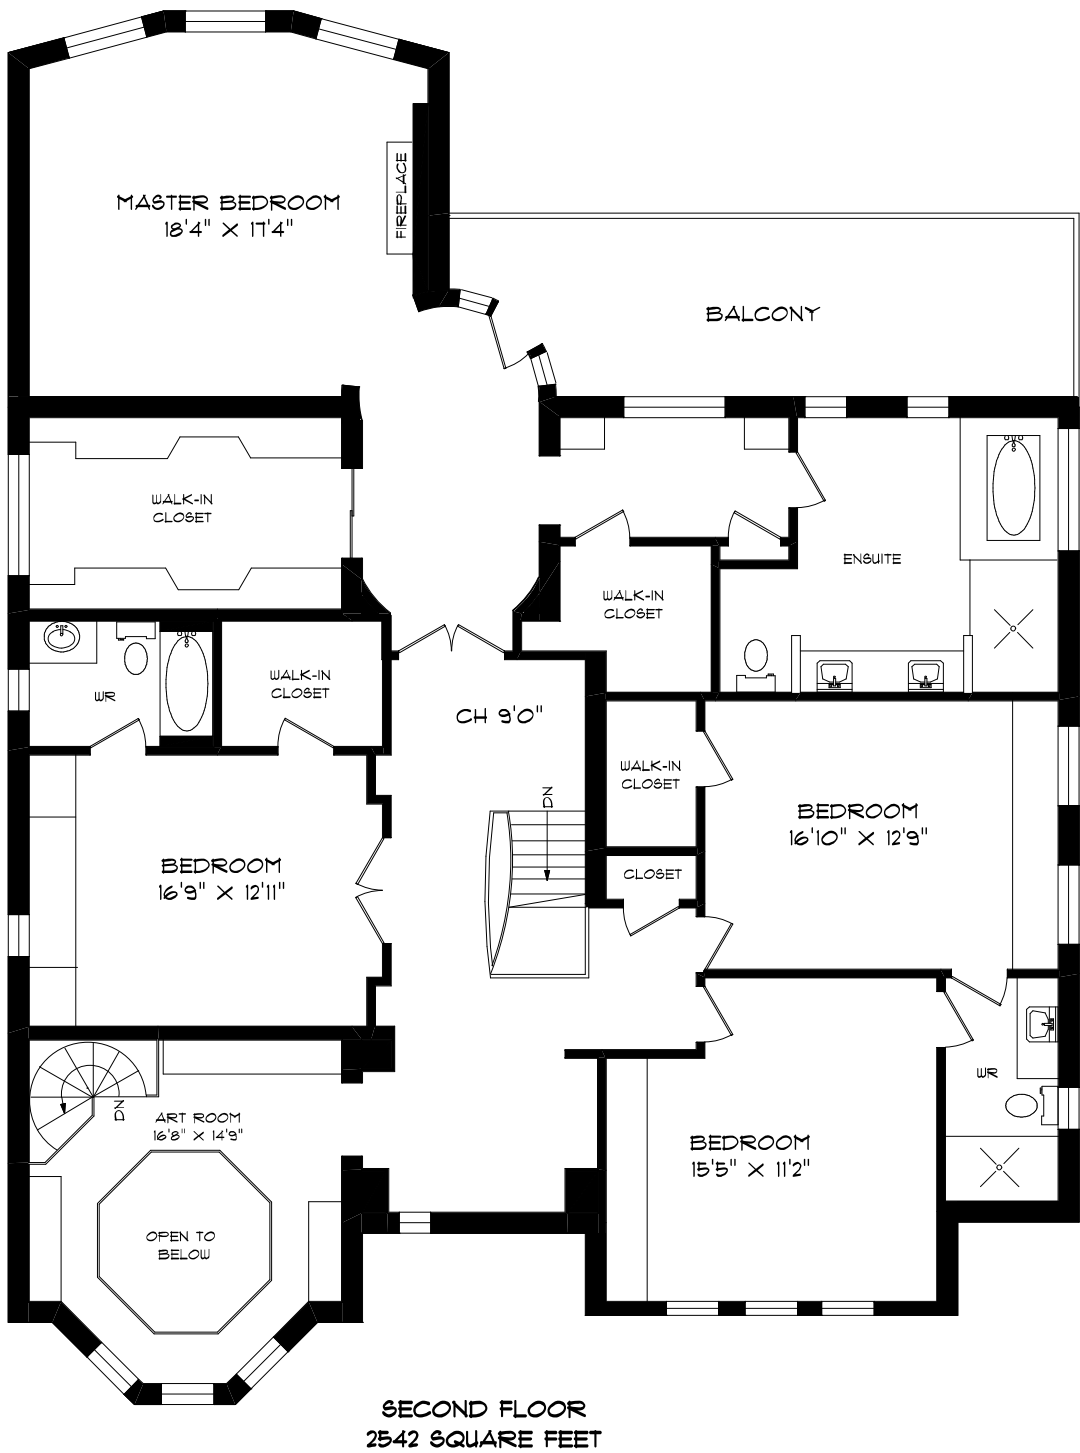 MASTER BEDROOM
18'4" X 17'4"
FIREPLACE
BALCONY
WALK-IN
CLOSET
ENSUITE
WALK-IN
CLOSET
WALK-IN
CLOSET
WR
CH 9'0"
WALK-IN
CLOSET
DN
BEDROOM
16'10" X 12'9"
BEDROOM
16'9" X 12'11"
CLOSET
WR
DN
ART ROOM
16'8" X 14'9"
BEDROOM
15'5" X 11'2"
OPEN TO
BELOW
SECOND FLOOR
2542 SQUARE FEET